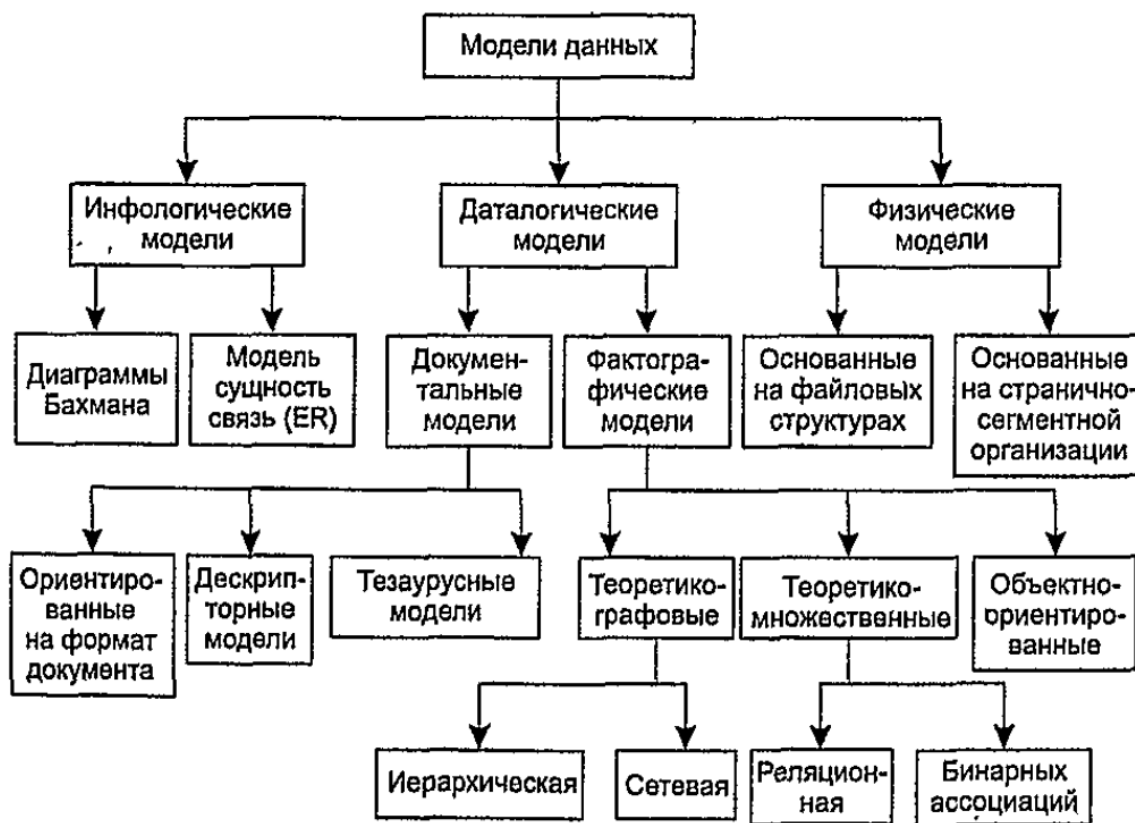 Модели данных
Инфологические
модели
Даталогические
модели
Физические
модели
Диаграммы
Бахмана
Модель
сущность
связь (ER)
Докумен-
тальные
модели
Фактогра-
фические
модели
Основанные
на файловых
структурах
Основанные
на странично-
сегментной
организации
Ориентиро-
ванные
на формат
документа
Дескрип-
торные
модели
Тезаурусные
модели
Теоретико-
графовые
Теоретико-
множественные
Объектно-
ориентиро-
ванные
Иерархическая
Сетевая
Реляцион-
ная
Бинарных
ассоциаций